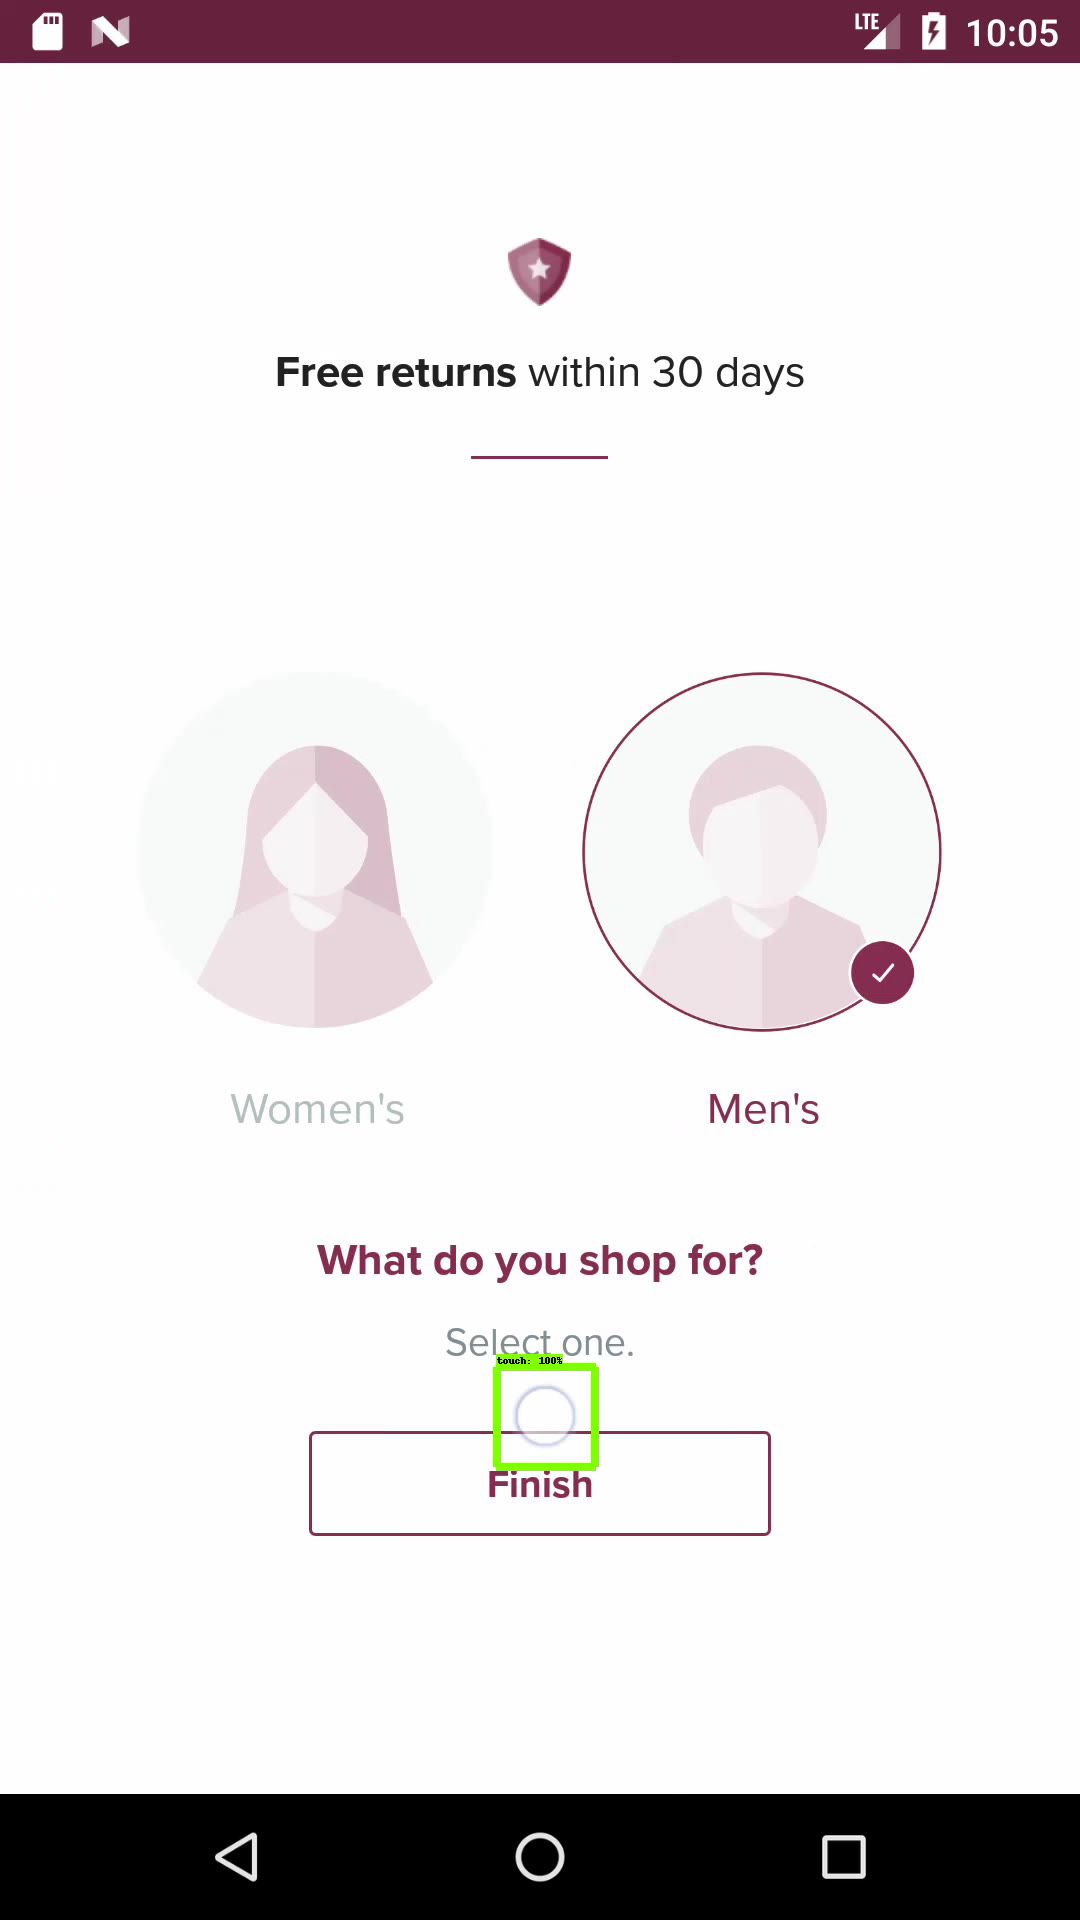 LTE 10:05
Free returns within 30 days
Women's Men's
What do you shop for?
Select one.
touch: 100%
Finish